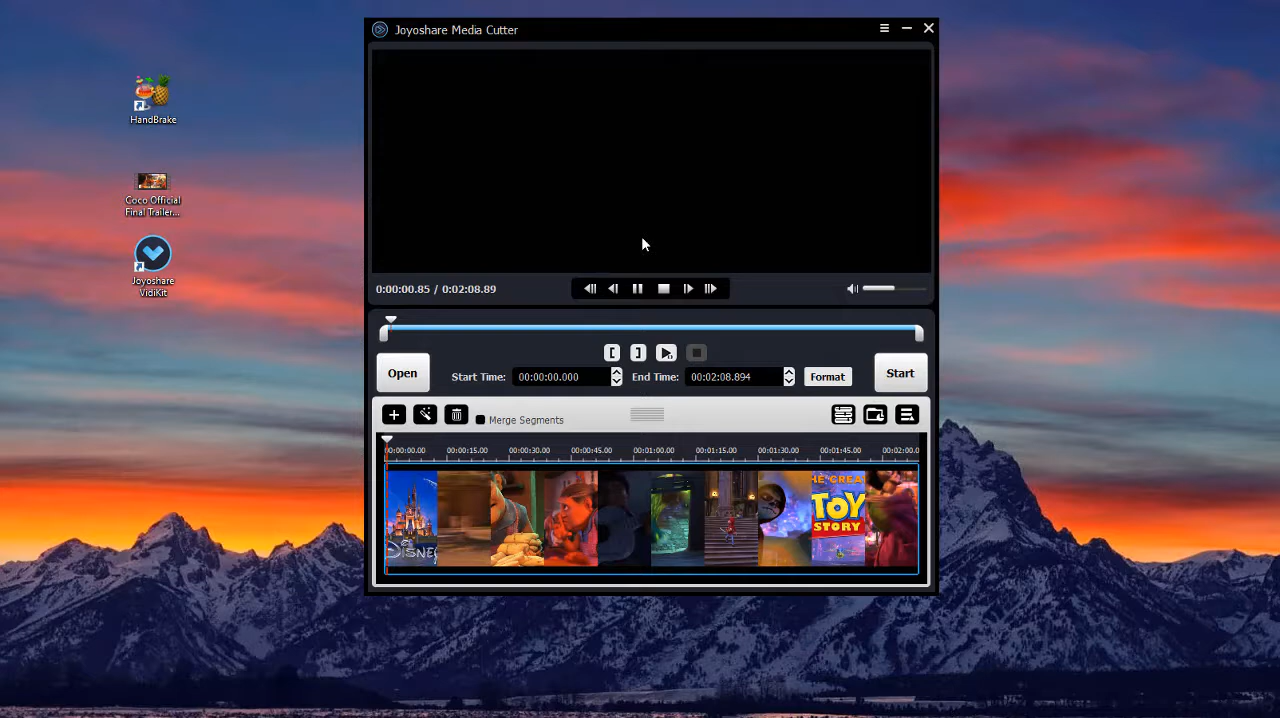 Joyoshare Media Cutter
HandBrake
Coco Official
Final Trailer...
Joyoshare
VidiKit
0:00:00.85 / 0:02:08.89
Open
Start Time: 00:00:00.000 End Time: 00:02:08.894 Format
Start
Merge Segments
00:00:00.00 00:00:15.00 00:00:30.00 00:00:45.00 00:01:00.00 00:01:15.00 00:01:30.00 00:01:45.00 00:02:00.0
DISNE
HE CREA
TOY
STORY